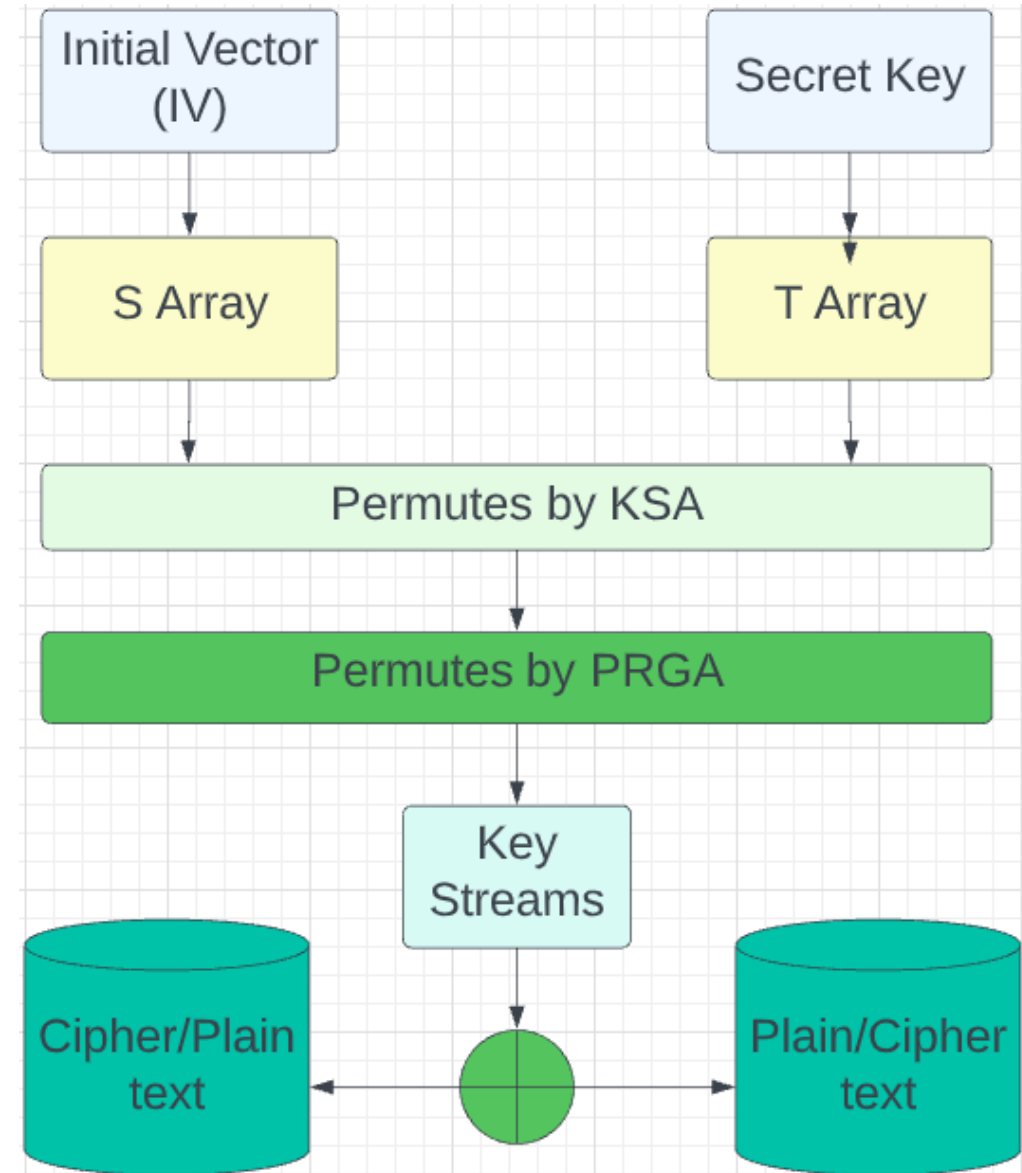 Initial Vector
(IV)
Secret Key
S Array
T Array
Permutes by KSA
Permutes by PRGA
Key
Streams
Cipher/Plain
text
Plain/Cipher
text